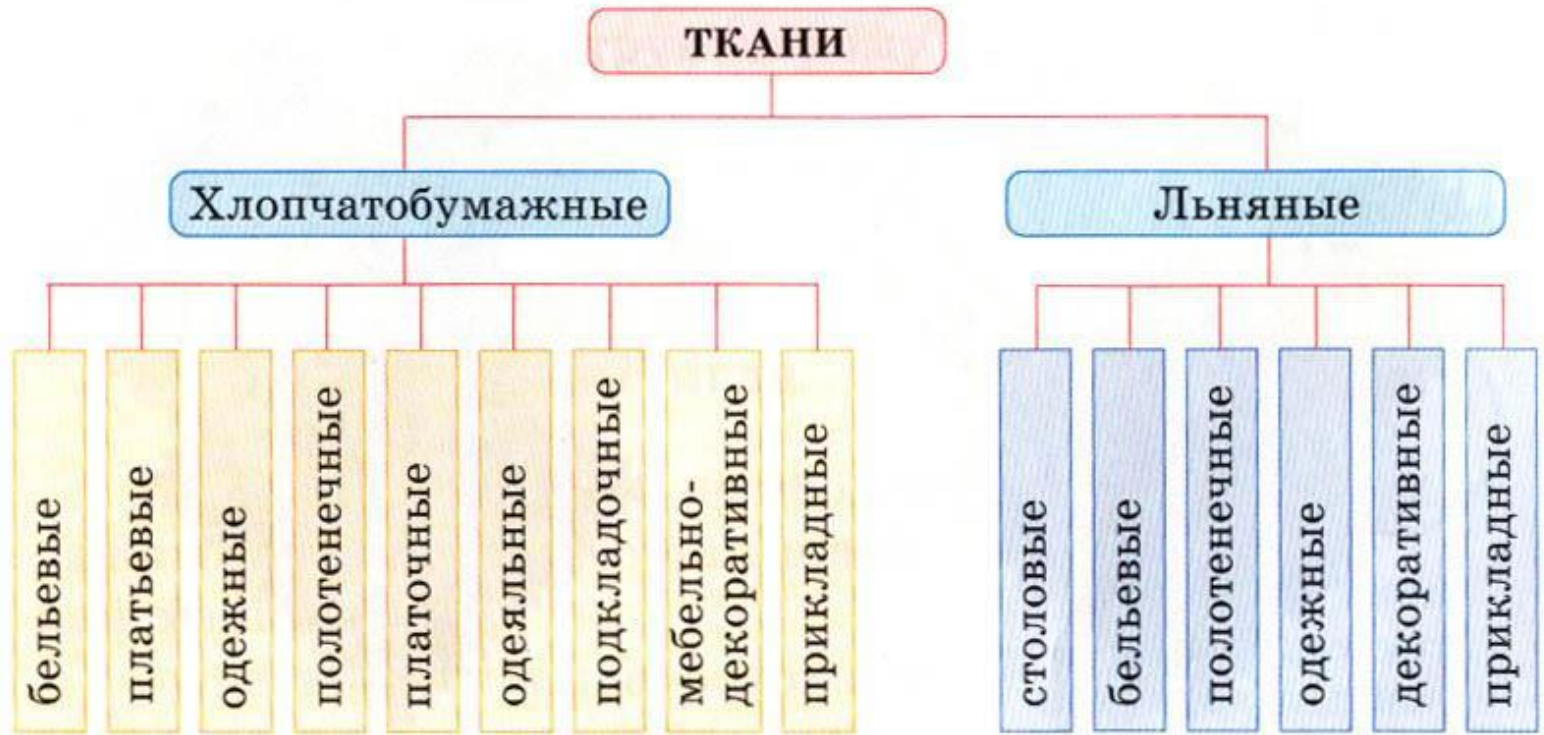 ТКАНИ
Хлопчатобумажные
Льняные
бельевые
платьевые
одежные
полотенечные
платочные
одеяльные
подкладочные
мебельно-
декоративные
прикладные
столовые
бельевые
полотенечные
одежные
декоративные
прикладные